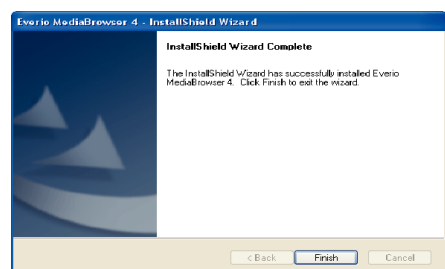 Everio MediaBrowser 4 - InstallShield Wizard
InstallShield Wizard Complete
The InstallShield Wizard has successfully installed Everio
MediaBrowser 4. Click Finish to exit the wizard.
< Back
Finish
Cancel